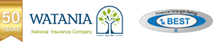 50
YEARS
WATANIA
National Insurance Company
Financial Strength Rating
BEST